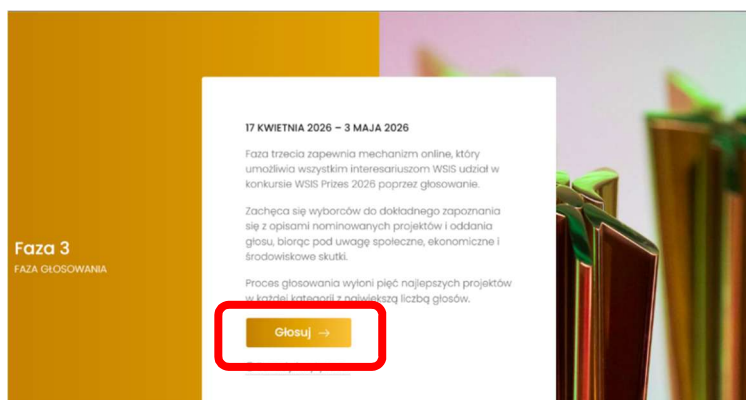 17 KWIETNIA 2026 – 3 MAJA 2026
Faza trzecia zapewnia mechanizm online, który
umożliwia wszystkim interesariuszom WSIS udział w
konkursie WSIS Prizes 2026 poprzez głosowanie.
Zachęca się wyborców do dokładnego zapoznania
się z opisami nominowanych projektów i oddania
głosu, biorąc pod uwagę społeczne, ekonomiczne i
środowiskowe skutki.
Faza 3
FAZA GŁOSOWANIA
Proces głosowania wyłoni pięć najlepszych projektów
w każdej kategorii z największą liczbą głosów.
Głosuj →